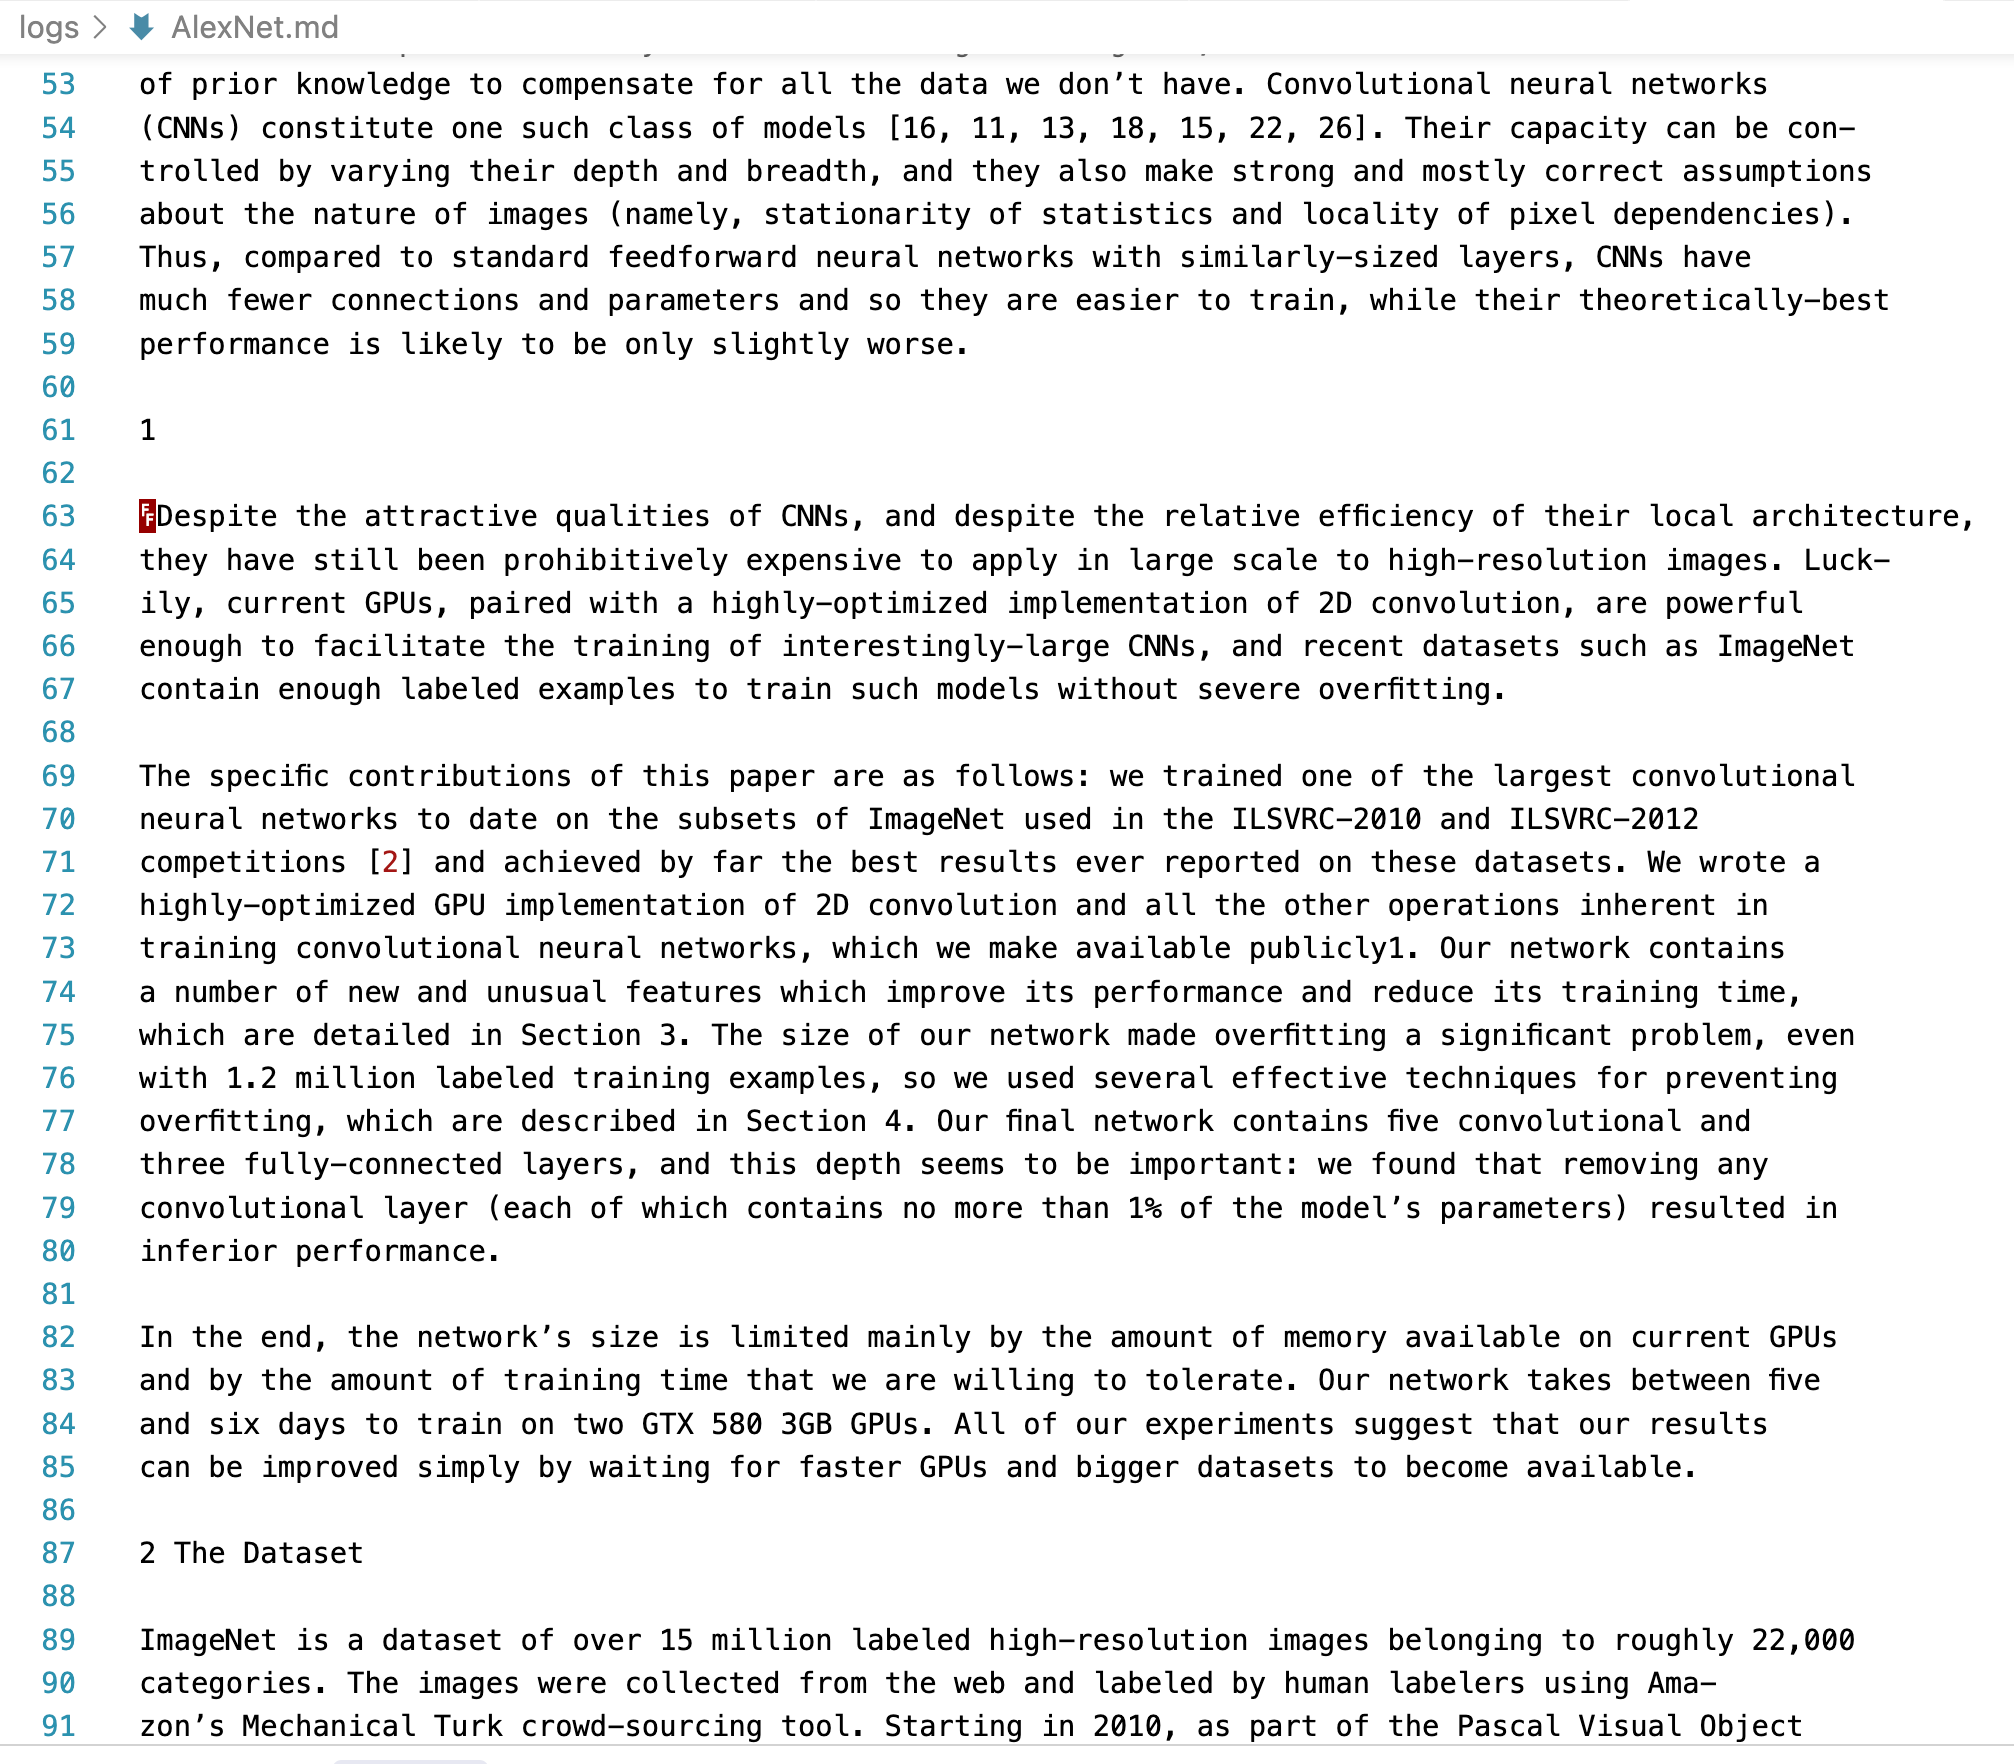 logs > AlexNet.md
53 of prior knowledge to compensate for all the data we don’t have. Convolutional neural networks
54 (CNNs) constitute one such class of models [16, 11, 13, 18, 15, 22, 26]. Their capacity can be con-
55 trolled by varying their depth and breadth, and they also make strong and mostly correct assumptions
56 about the nature of images (namely, stationarity of statistics and locality of pixel dependencies).
57 Thus, compared to standard feedforward neural networks with similarly-sized layers, CNNs have
58 much fewer connections and parameters and so they are easier to train, while their theoretically-best
59 performance is likely to be only slightly worse.
60
61 1
62
63 FFDespite the attractive qualities of CNNs, and despite the relative efficiency of their local architecture,
64 they have still been prohibitively expensive to apply in large scale to high-resolution images. Luck-
65 ily, current GPUs, paired with a highly-optimized implementation of 2D convolution, are powerful
66 enough to facilitate the training of interestingly-large CNNs, and recent datasets such as ImageNet
67 contain enough labeled examples to train such models without severe overfitting.
68
69 The specific contributions of this paper are as follows: we trained one of the largest convolutional
70 neural networks to date on the subsets of ImageNet used in the ILSVRC-2010 and ILSVRC-2012
71 competitions [2] and achieved by far the best results ever reported on these datasets. We wrote a
72 highly-optimized GPU implementation of 2D convolution and all the other operations inherent in
73 training convolutional neural networks, which we make available publicly1. Our network contains
74 a number of new and unusual features which improve its performance and reduce its training time,
75 which are detailed in Section 3. The size of our network made overfitting a significant problem, even
76 with 1.2 million labeled training examples, so we used several effective techniques for preventing
77 overfitting, which are described in Section 4. Our final network contains five convolutional and
78 three fully-connected layers, and this depth seems to be important: we found that removing any
79 convolutional layer (each of which contains no more than 1% of the model’s parameters) resulted in
80 inferior performance.
81
82 In the end, the network’s size is limited mainly by the amount of memory available on current GPUs
83 and by the amount of training time that we are willing to tolerate. Our network takes between five
84 and six days to train on two GTX 580 3GB GPUs. All of our experiments suggest that our results
85 can be improved simply by waiting for faster GPUs and bigger datasets to become available.
86
87 2 The Dataset
88
89 ImageNet is a dataset of over 15 million labeled high-resolution images belonging to roughly 22,000
90 categories. The images were collected from the web and labeled by human labelers using Ama-
91 zon’s Mechanical Turk crowd-sourcing tool. Starting in 2010, as part of the Pascal Visual Object